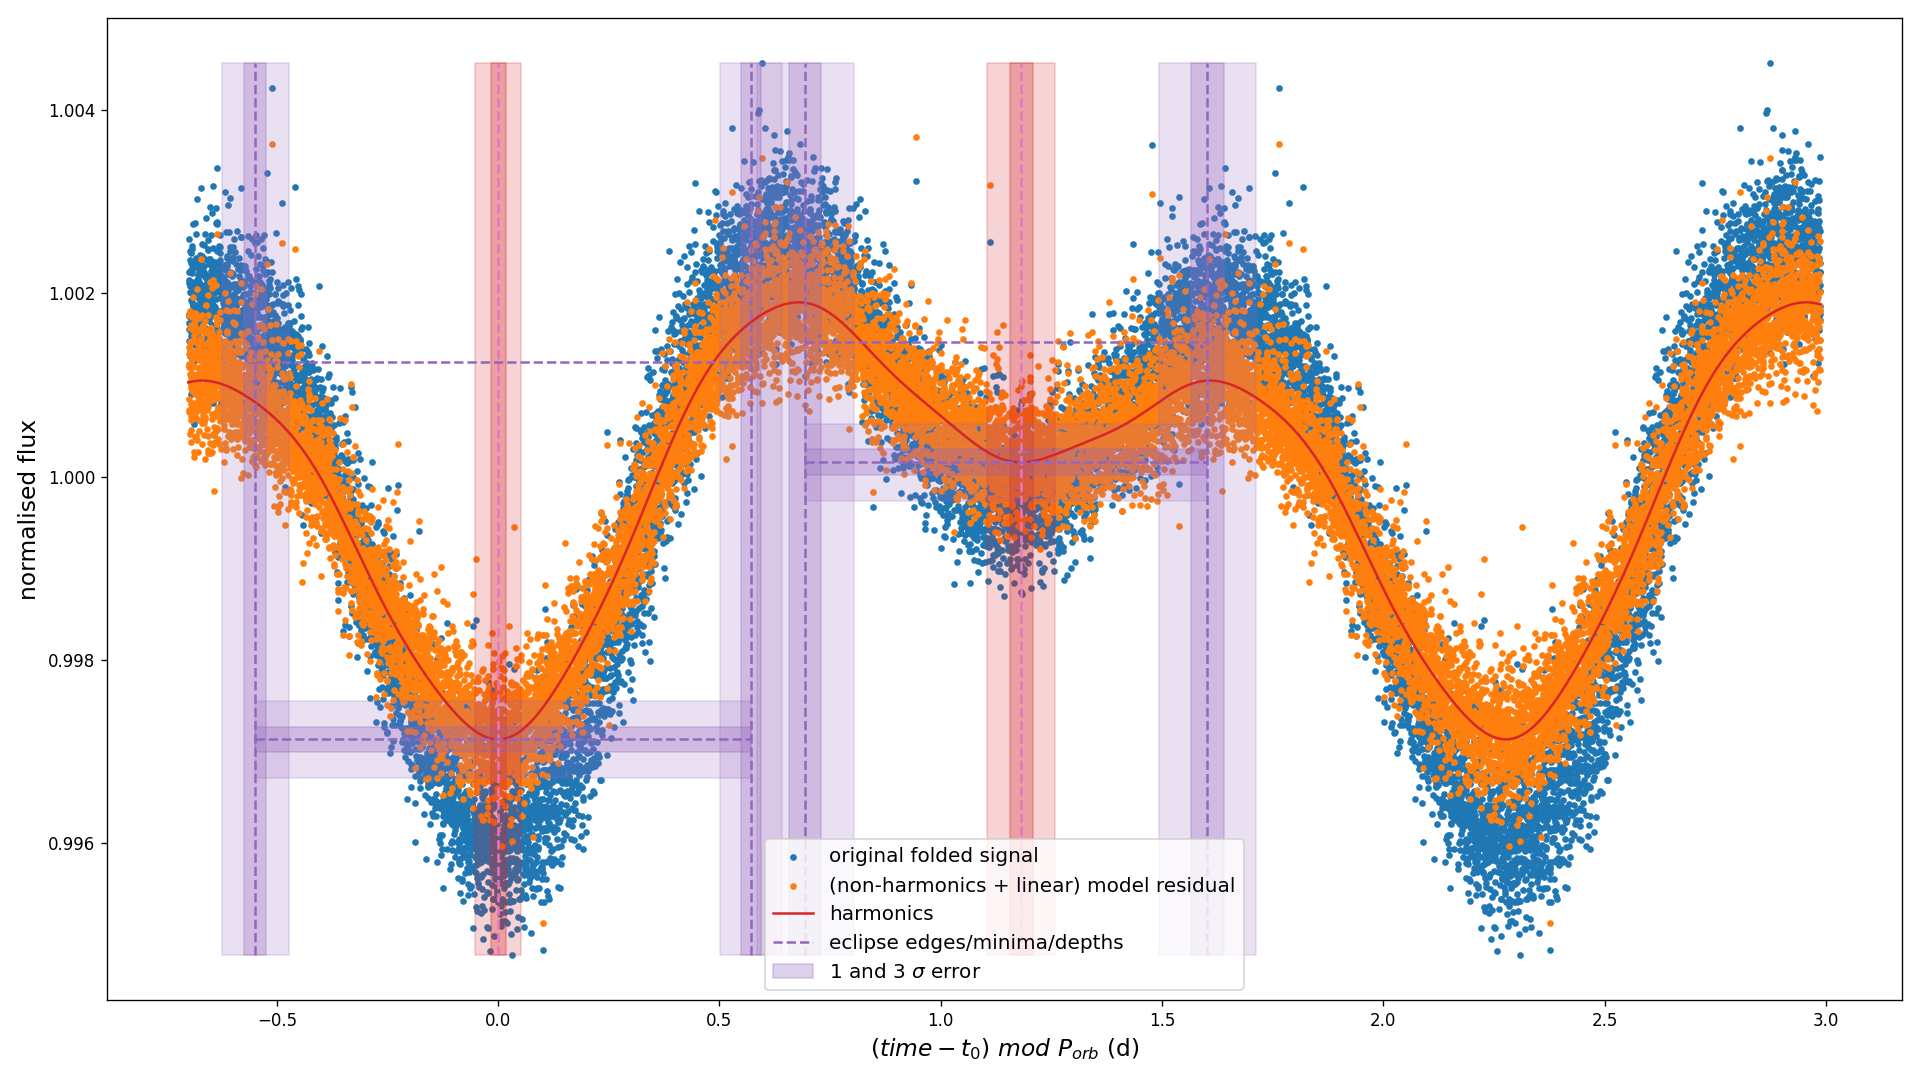 normalised flux
1.004
1.002
1.000
0.998
0.996
original folded signal
(non-harmonics + linear) model residual
harmonics
eclipse edges/minima/depths
1 and 3 σ error
−0.5 0.0 0.5 1.0 1.5 2.0 2.5 3.0
(time − t₀) mod P_orb (d)